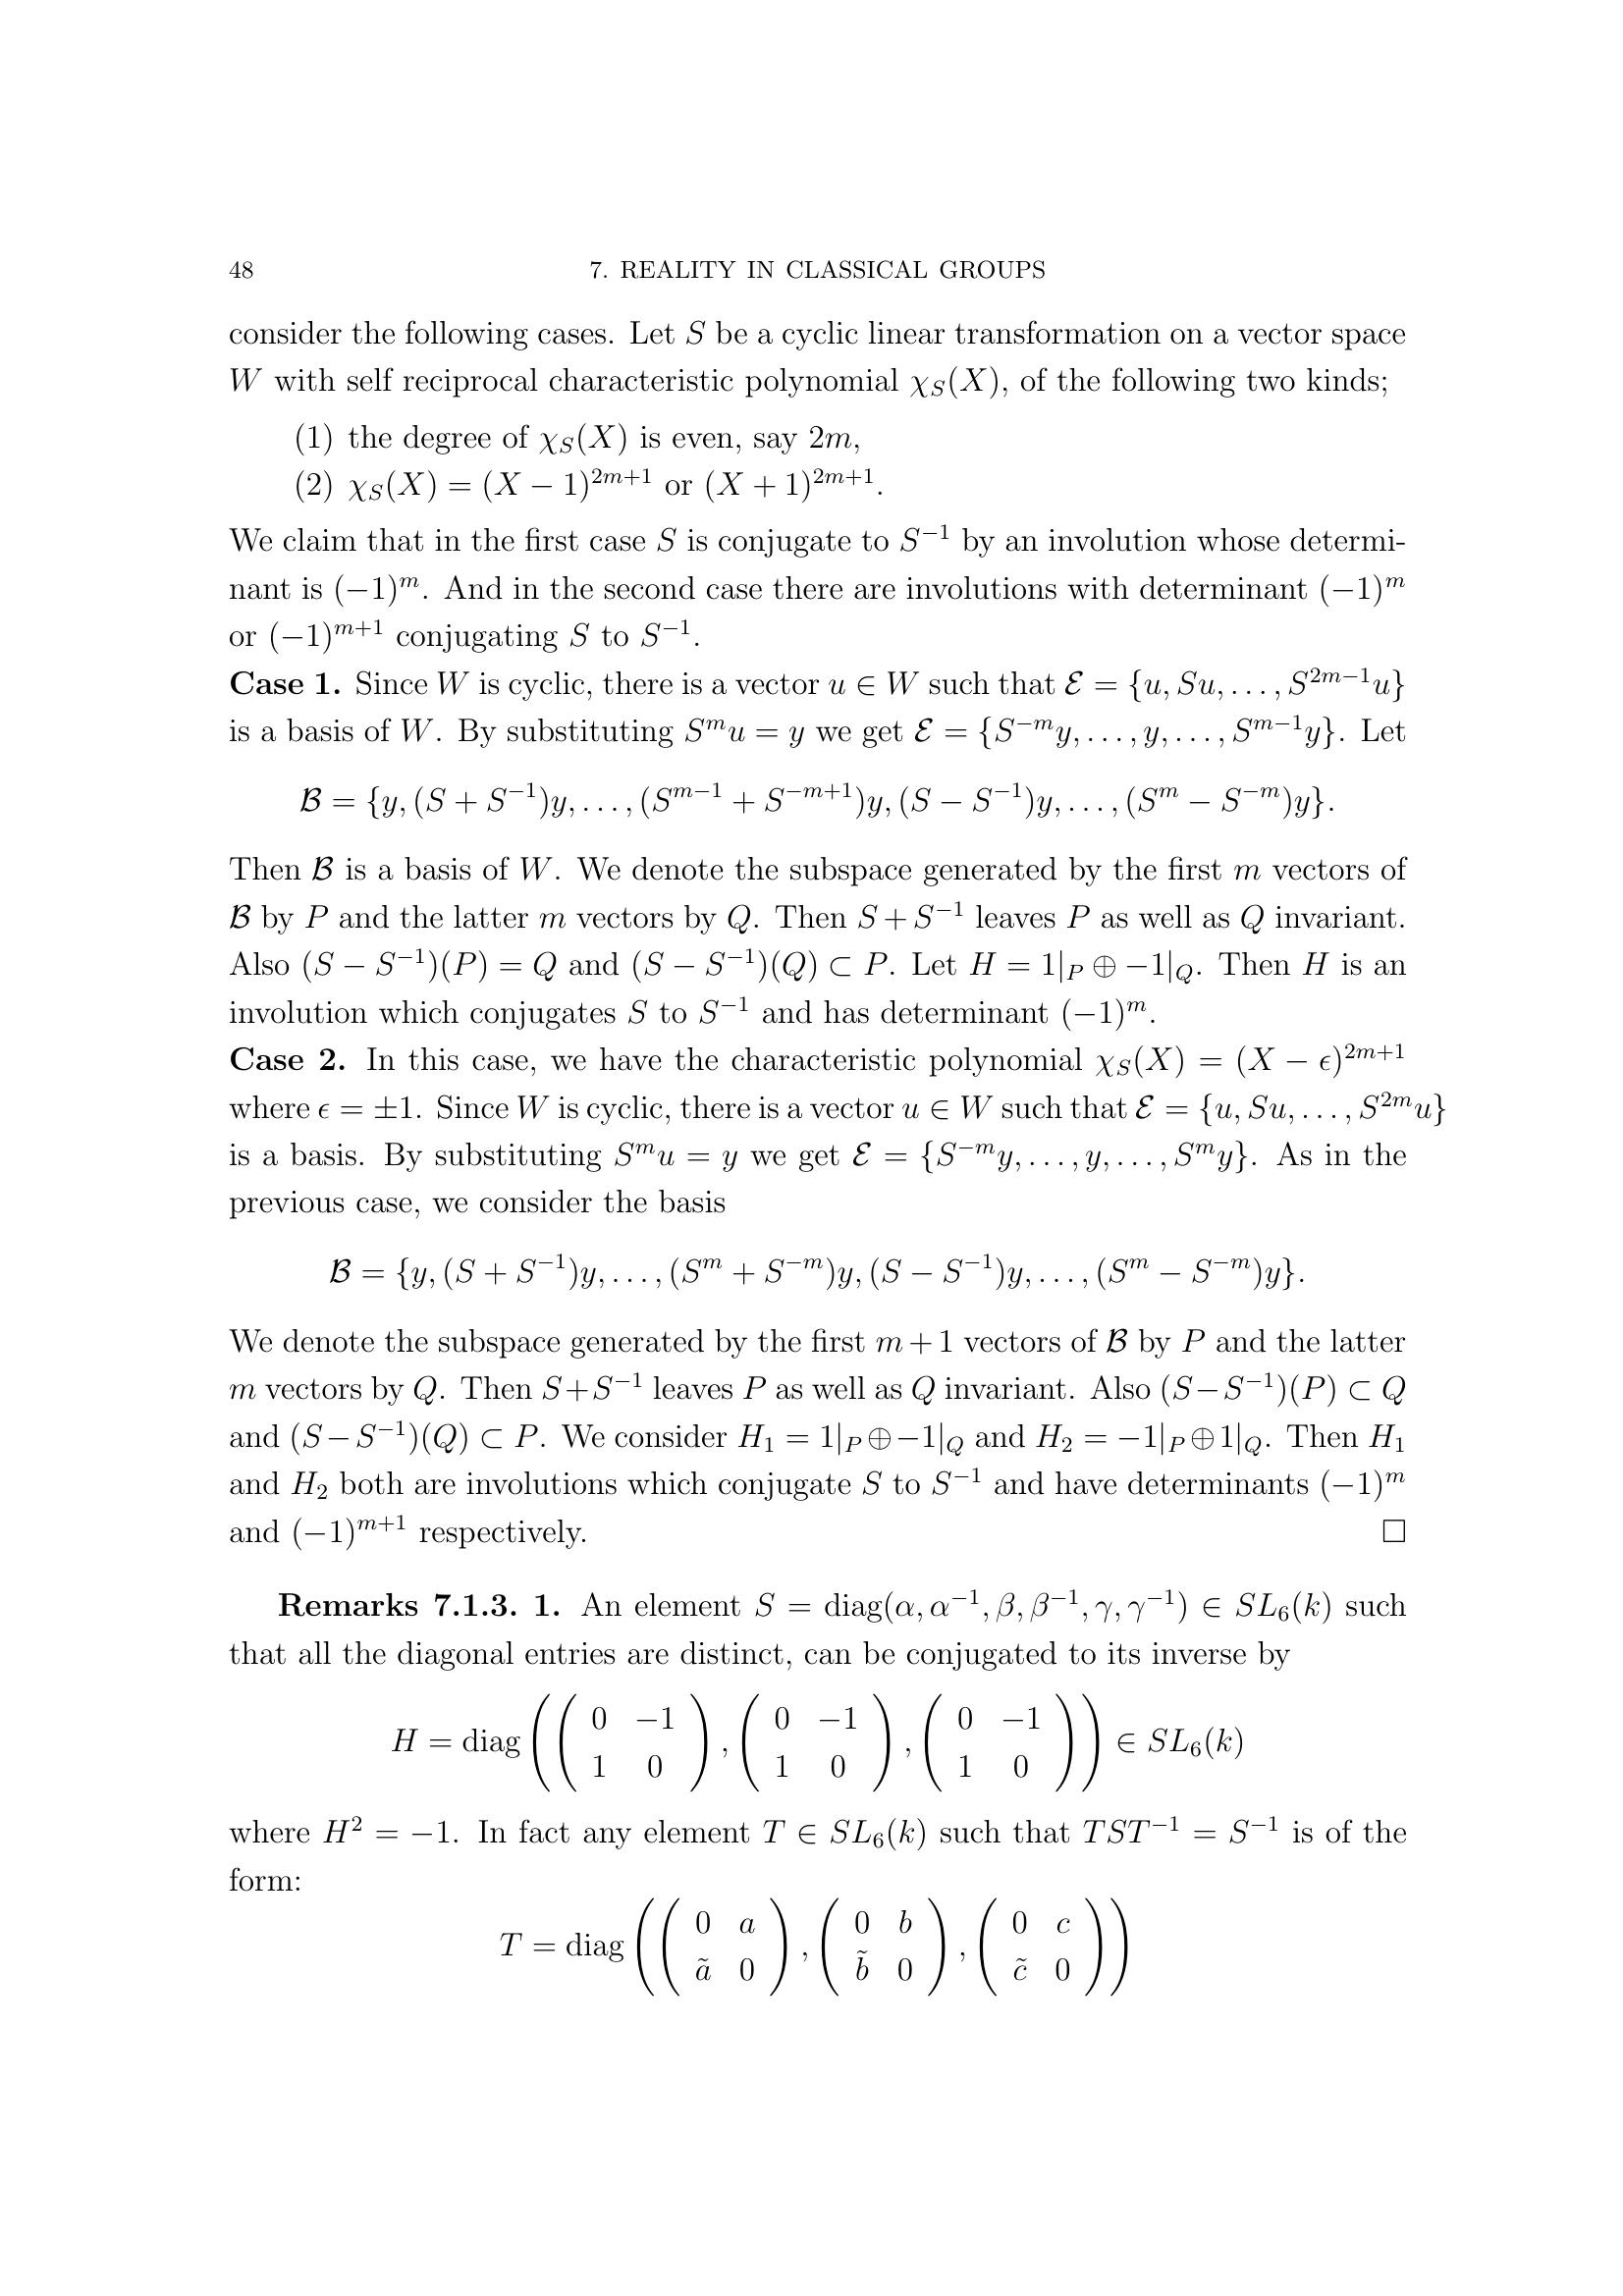 48 7. REALITY IN CLASSICAL GROUPS
consider the following cases. Let $S$ be a cyclic linear transformation on a vector space
$W$ with self reciprocal characteristic polynomial $\chi_S(X)$, of the following two kinds;
(1) the degree of $\chi_S(X)$ is even, say $2m$,
(2) $\chi_S(X) = (X-1)^{2m+1}$ or $(X+1)^{2m+1}$.
We claim that in the first case $S$ is conjugate to $S^{-1}$ by an involution whose determi-
nant is $(-1)^m$. And in the second case there are involutions with determinant $(-1)^m$
or $(-1)^{m+1}$ conjugating $S$ to $S^{-1}$.
Case 1. Since $W$ is cyclic, there is a vector $u \in W$ such that $\mathcal{E} = \{u, Su, \ldots, S^{2m-1}u\}$
is a basis of $W$. By substituting $S^m u = y$ we get $\mathcal{E} = \{S^{-m}y, \ldots, y, \ldots, S^{m-1}y\}$. Let
$\mathcal{B} = \{y, (S+S^{-1})y, \ldots, (S^{m-1}+S^{-m+1})y, (S-S^{-1})y, \ldots, (S^m-S^{-m})y\}.$
Then $\mathcal{B}$ is a basis of $W$. We denote the subspace generated by the first $m$ vectors of
$\mathcal{B}$ by $P$ and the latter $m$ vectors by $Q$. Then $S+S^{-1}$ leaves $P$ as well as $Q$ invariant.
Also $(S-S^{-1})(P) = Q$ and $(S-S^{-1})(Q) \subset P$. Let $H = 1|_P \oplus -1|_Q$. Then $H$ is an
involution which conjugates $S$ to $S^{-1}$ and has determinant $(-1)^m$.
Case 2. In this case, we have the characteristic polynomial $\chi_S(X) = (X-\epsilon)^{2m+1}$
where $\epsilon = \pm 1$. Since $W$ is cyclic, there is a vector $u \in W$ such that $\mathcal{E} = \{u, Su, \ldots, S^{2m}u\}$
is a basis. By substituting $S^m u = y$ we get $\mathcal{E} = \{S^{-m}y, \ldots, y, \ldots, S^m y\}$. As in the
previous case, we consider the basis
$\mathcal{B} = \{y, (S+S^{-1})y, \ldots, (S^m+S^{-m})y, (S-S^{-1})y, \ldots, (S^m-S^{-m})y\}.$
We denote the subspace generated by the first $m+1$ vectors of $\mathcal{B}$ by $P$ and the latter
$m$ vectors by $Q$. Then $S+S^{-1}$ leaves $P$ as well as $Q$ invariant. Also $(S-S^{-1})(P) \subset Q$
and $(S-S^{-1})(Q) \subset P$. We consider $H_1 = 1|_P \oplus -1|_Q$ and $H_2 = -1|_P \oplus 1|_Q$. Then $H_1$
and $H_2$ both are involutions which conjugate $S$ to $S^{-1}$ and have determinants $(-1)^m$
and $(-1)^{m+1}$ respectively. □
Remarks 7.1.3. 1. An element $S = \mathrm{diag}(\alpha, \alpha^{-1}, \beta, \beta^{-1}, \gamma, \gamma^{-1}) \in SL_6(k)$ such
that all the diagonal entries are distinct, can be conjugated to its inverse by
$H = \mathrm{diag}\left(\begin{pmatrix} 0 & -1 \\ 1 & 0 \end{pmatrix}, \begin{pmatrix} 0 & -1 \\ 1 & 0 \end{pmatrix}, \begin{pmatrix} 0 & -1 \\ 1 & 0 \end{pmatrix}\right) \in SL_6(k)$
where $H^2 = -1$. In fact any element $T \in SL_6(k)$ such that $TST^{-1} = S^{-1}$ is of the
form:
$T = \mathrm{diag}\left(\begin{pmatrix} 0 & a \\ \tilde{a} & 0 \end{pmatrix}, \begin{pmatrix} 0 & b \\ \tilde{b} & 0 \end{pmatrix}, \begin{pmatrix} 0 & c \\ \tilde{c} & 0 \end{pmatrix}\right)$